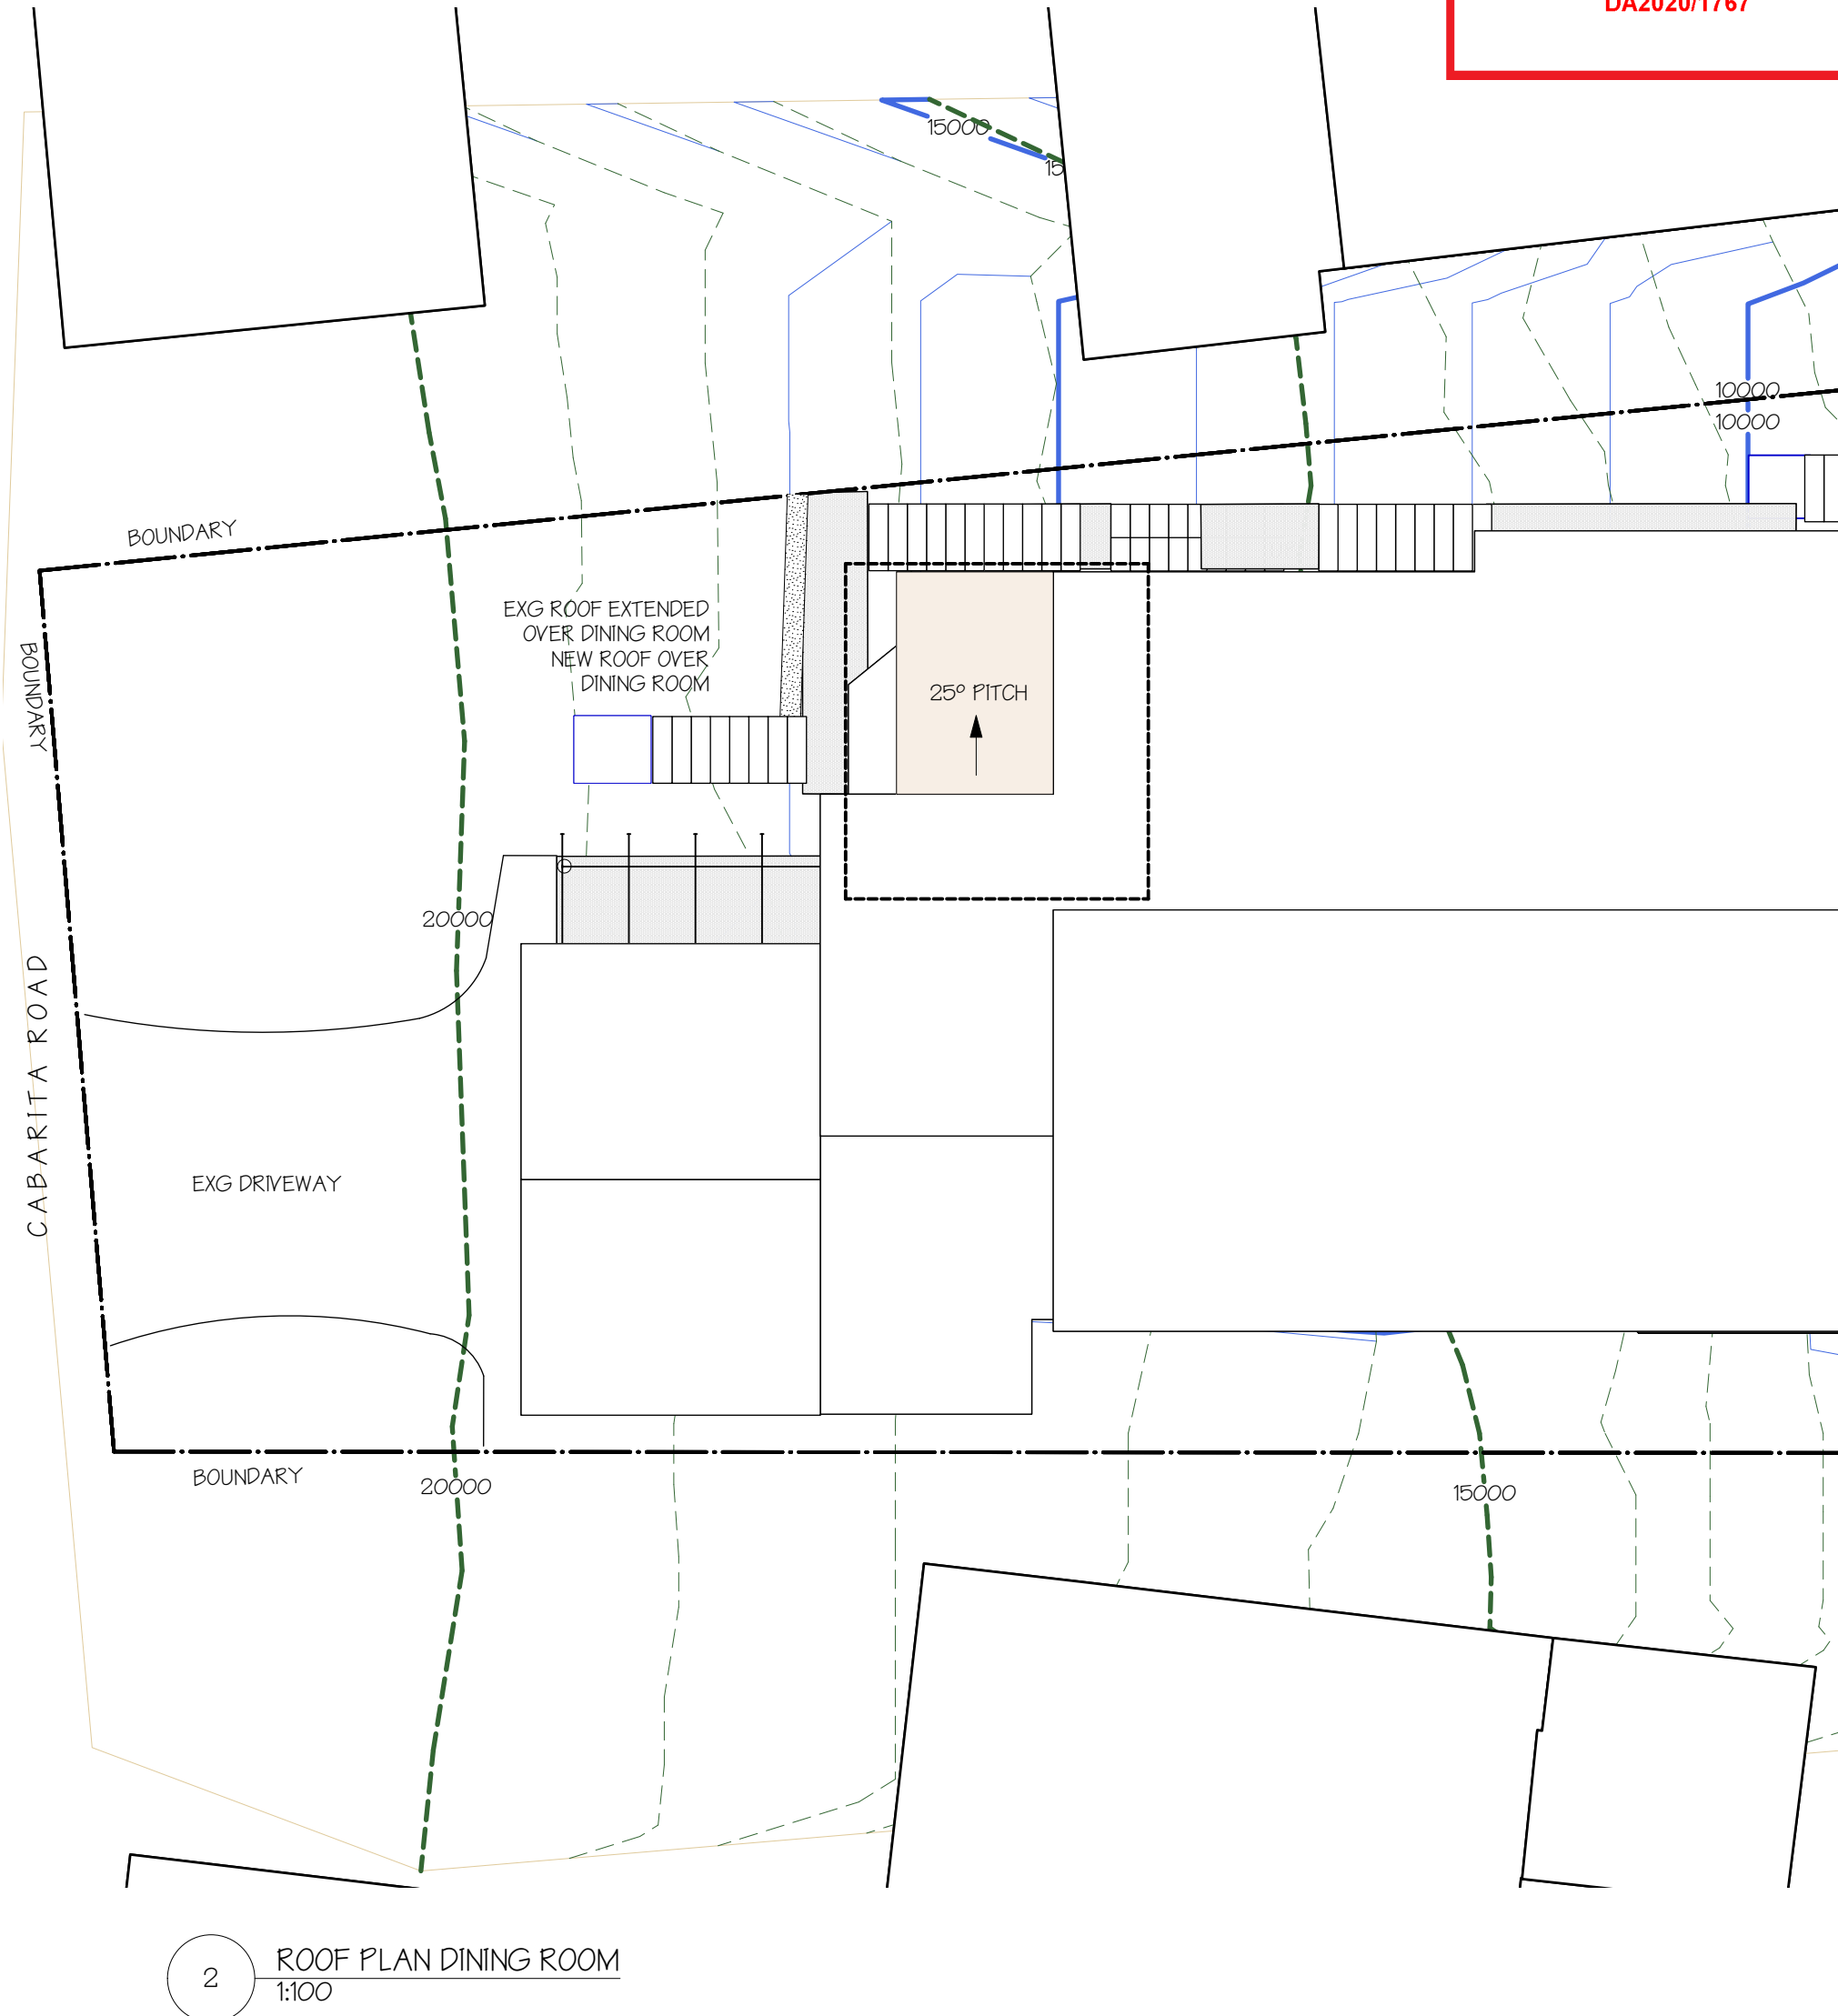 DA2020/1767
15000
15
10000
10000
BOUNDARY
EXG ROOF EXTENDED
OVER DINING ROOM
NEW ROOF OVER
DINING ROOM
BOUNDARY
25° PITCH
20000
CABARITA ROAD
EXG DRIVEWAY
BOUNDARY
20000
15000
2
ROOF PLAN DINING ROOM
1:100